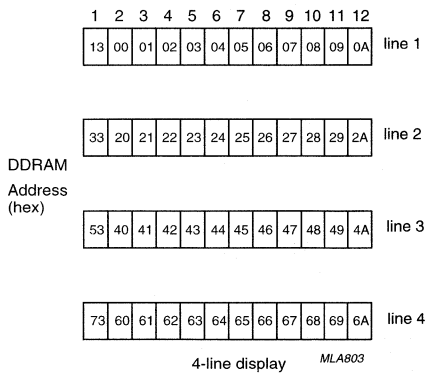 1 2 3 4 5 6 7 8 9 10 11 12
13 00 01 02 03 04 05 06 07 08 09 0A line 1
33 20 21 22 23 24 25 26 27 28 29 2A line 2
DDRAM
Address
(hex)
53 40 41 42 43 44 45 46 47 48 49 4A line 3
73 60 61 62 63 64 65 66 67 68 69 6A line 4
4-line display MLA803